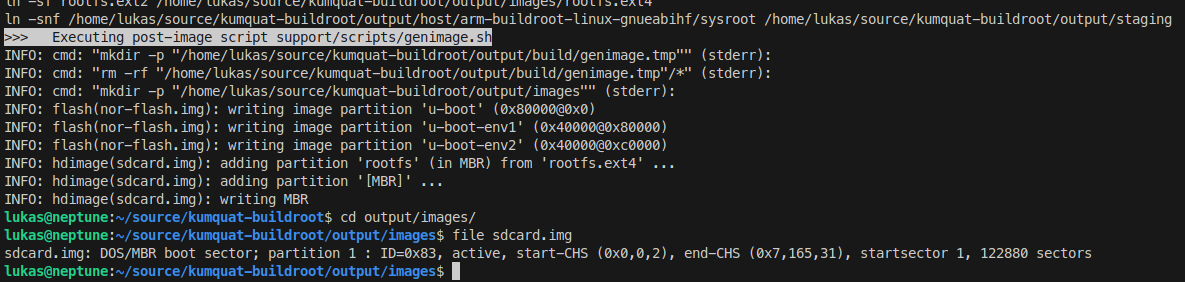 ln -sf rootfs.ext2 /home/lukas/source/kumquat-buildroot/output/images/rootfs.ext4
ln -snf /home/lukas/source/kumquat-buildroot/output/host/arm-buildroot-linux-gnueabihf/sysroot /home/lukas/source/kumquat-buildroot/output/staging
>>>   Executing post-image script support/scripts/genimage.sh
INFO: cmd: "mkdir -p "/home/lukas/source/kumquat-buildroot/output/build/genimage.tmp"" (stderr):
INFO: cmd: "rm -rf "/home/lukas/source/kumquat-buildroot/output/build/genimage.tmp"/*" (stderr):
INFO: cmd: "mkdir -p "/home/lukas/source/kumquat-buildroot/output/images"" (stderr):
INFO: flash(nor-flash.img): writing image partition 'u-boot' (0x80000@0x0)
INFO: flash(nor-flash.img): writing image partition 'u-boot-env1' (0x40000@0x80000)
INFO: flash(nor-flash.img): writing image partition 'u-boot-env2' (0x40000@0xc0000)
INFO: hdimage(sdcard.img): adding partition 'rootfs' (in MBR) from 'rootfs.ext4' ...
INFO: hdimage(sdcard.img): adding partition '[MBR]' ...
INFO: hdimage(sdcard.img): writing MBR
lukas@neptune:~/source/kumquat-buildroot$ cd output/images/
lukas@neptune:~/source/kumquat-buildroot/output/images$ file sdcard.img
sdcard.img: DOS/MBR boot sector; partition 1 : ID=0x83, active, start-CHS (0x0,0,2), end-CHS (0x7,165,31), startsector 1, 122880 sectors
lukas@neptune:~/source/kumquat-buildroot/output/images$